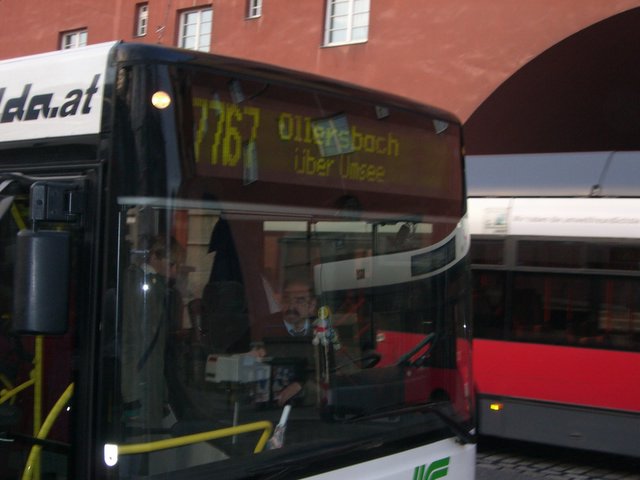 lda.at
7767 Ollersbach
über Umsee